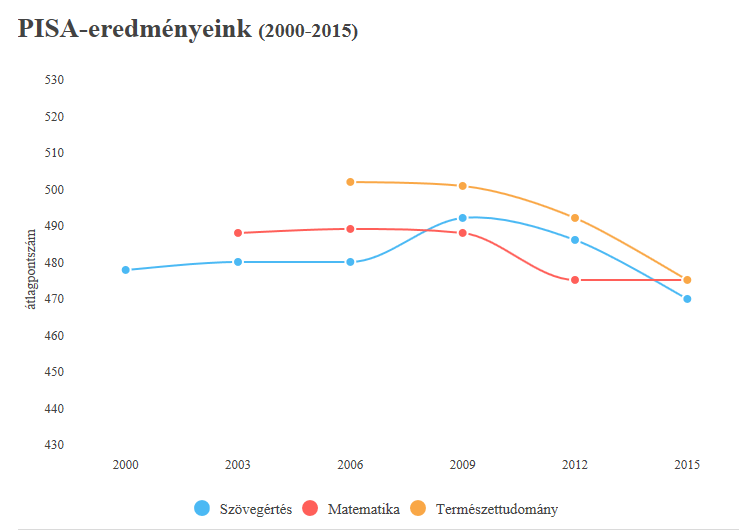 PISA-eredményeink (2000-2015)
530
520
510
500
490
480
470
460
450
440
430
átlagpontszám
2000 2003 2006 2009 2012 2015
Szövegértés Matematika Természettudomány